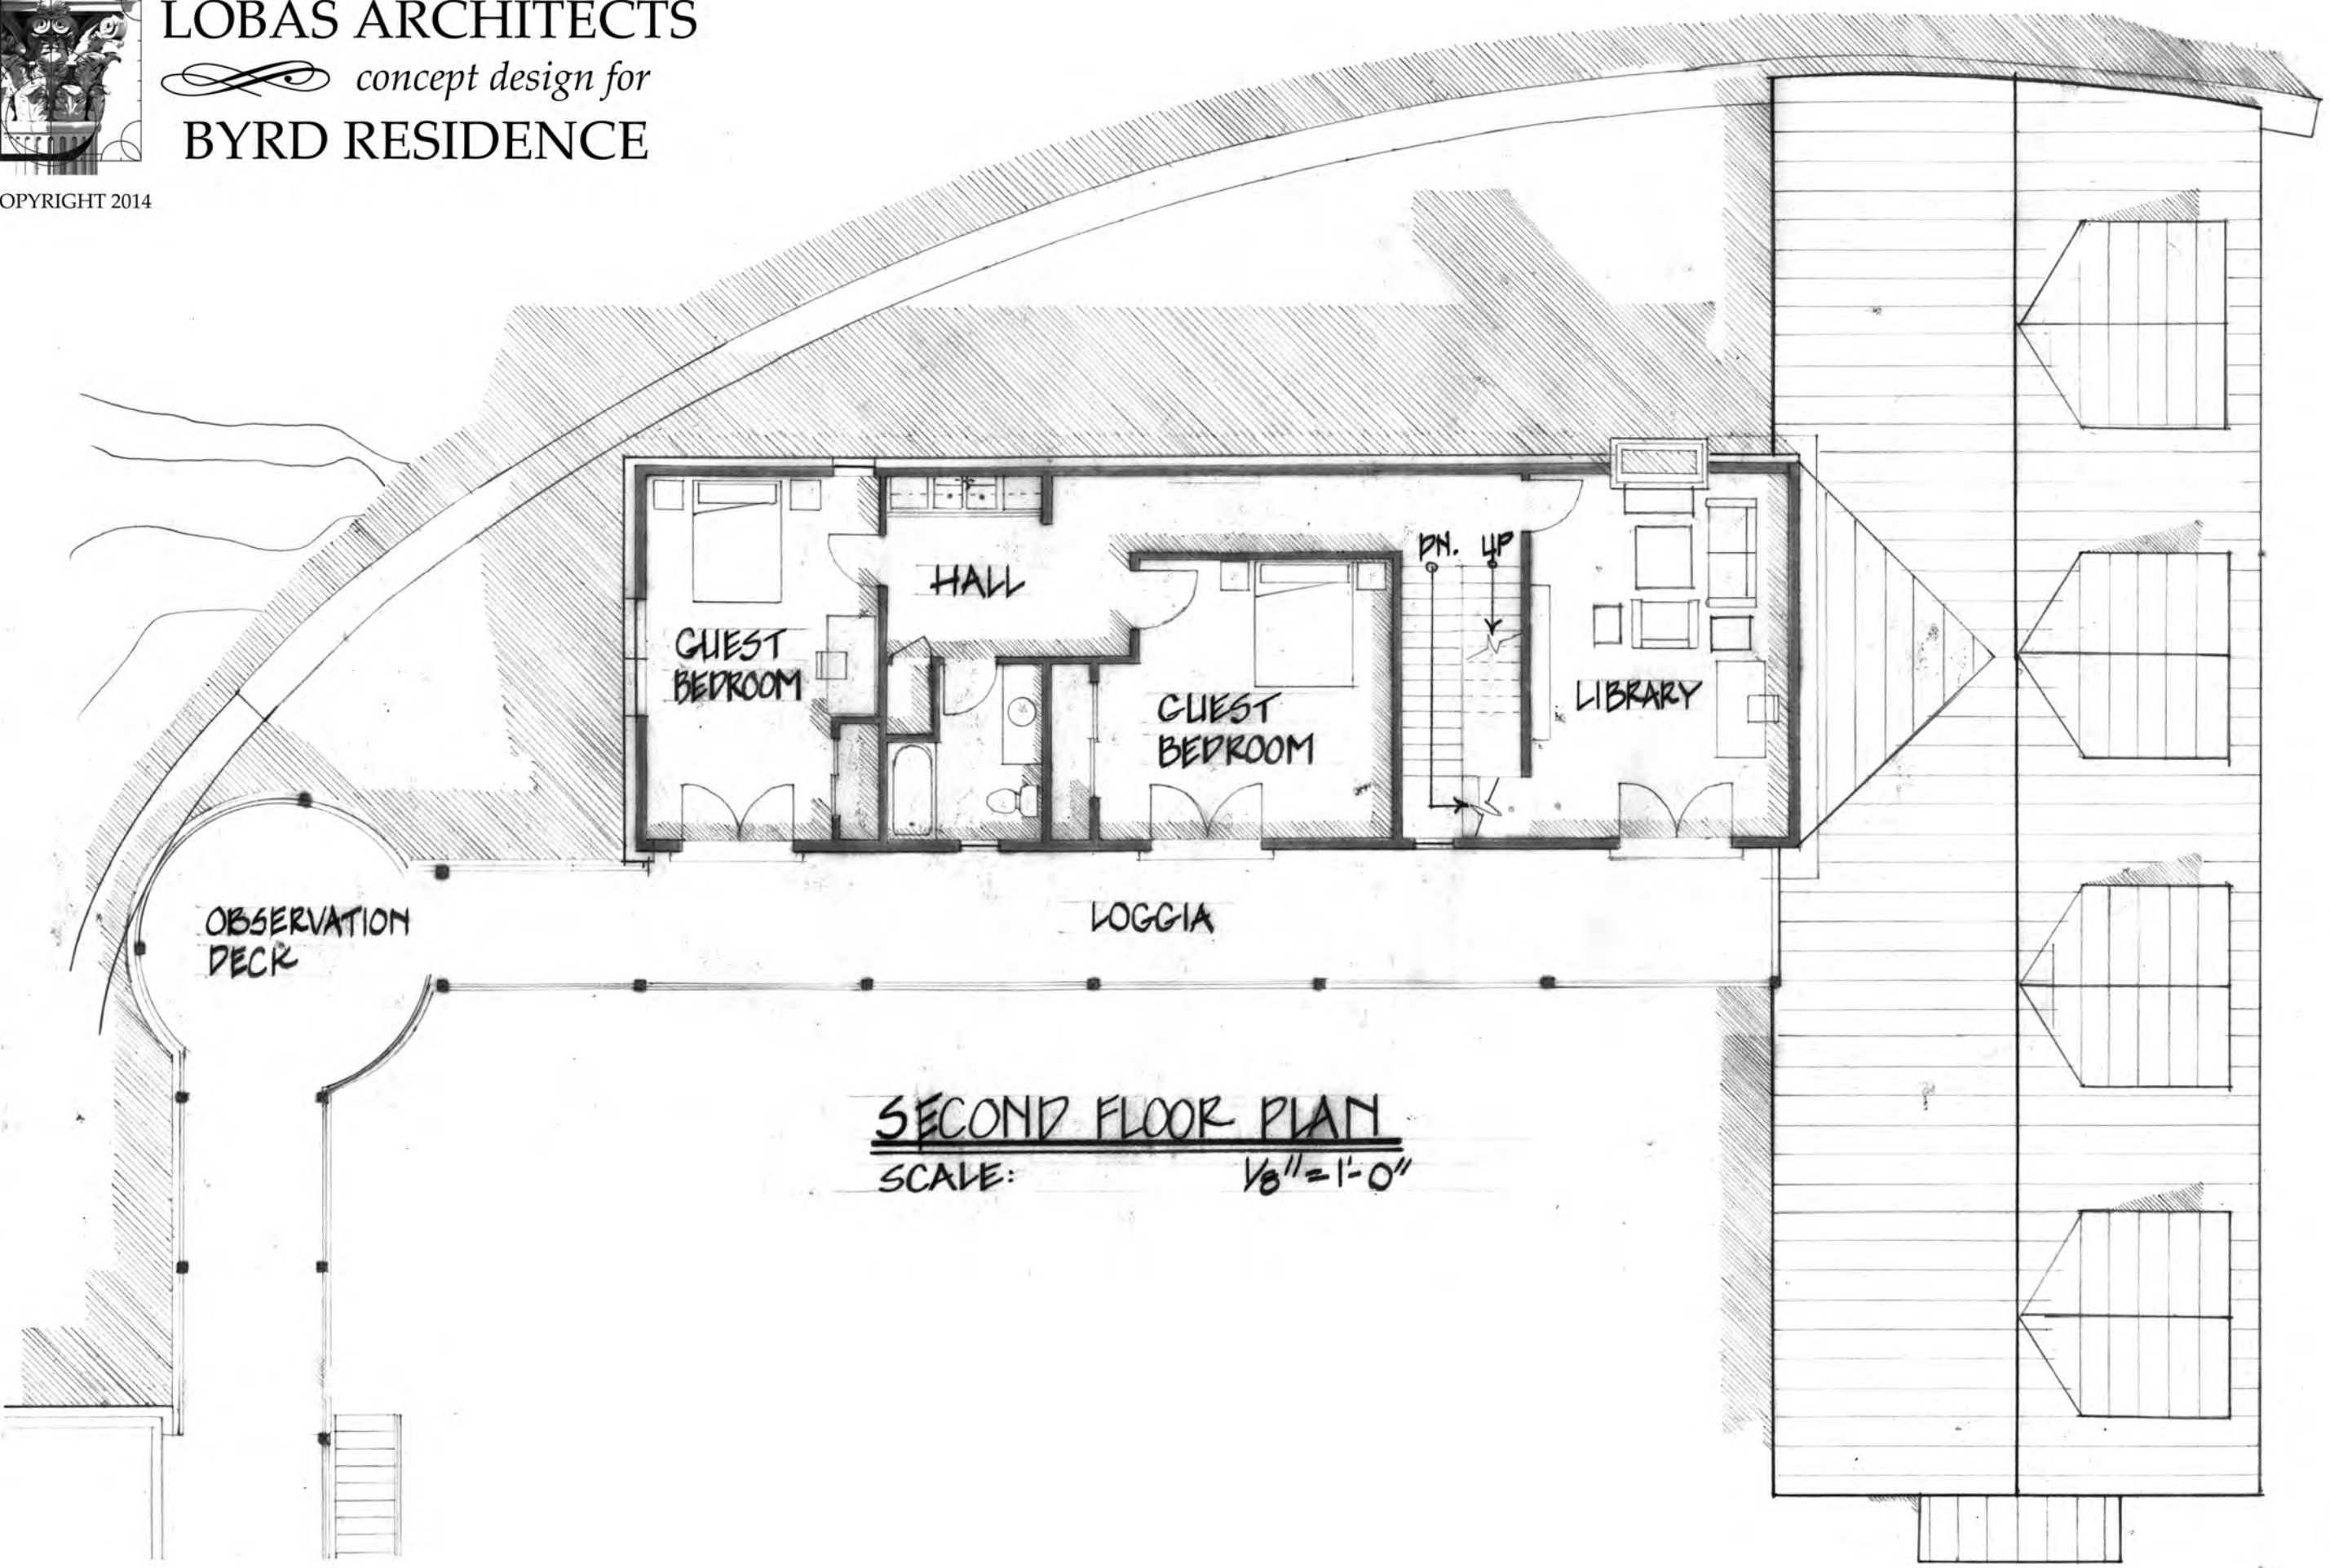 LOBAS ARCHITECTS
concept design for
BYRD RESIDENCE
OPYRIGHT 2014
DN. UP
HALL
GUEST
BEDROOM
LIBRARY
GUEST
BEDROOM
OBSERVATION
DECK
LOGGIA
SECOND FLOOR PLAN
SCALE: 1/8"=1'-0"